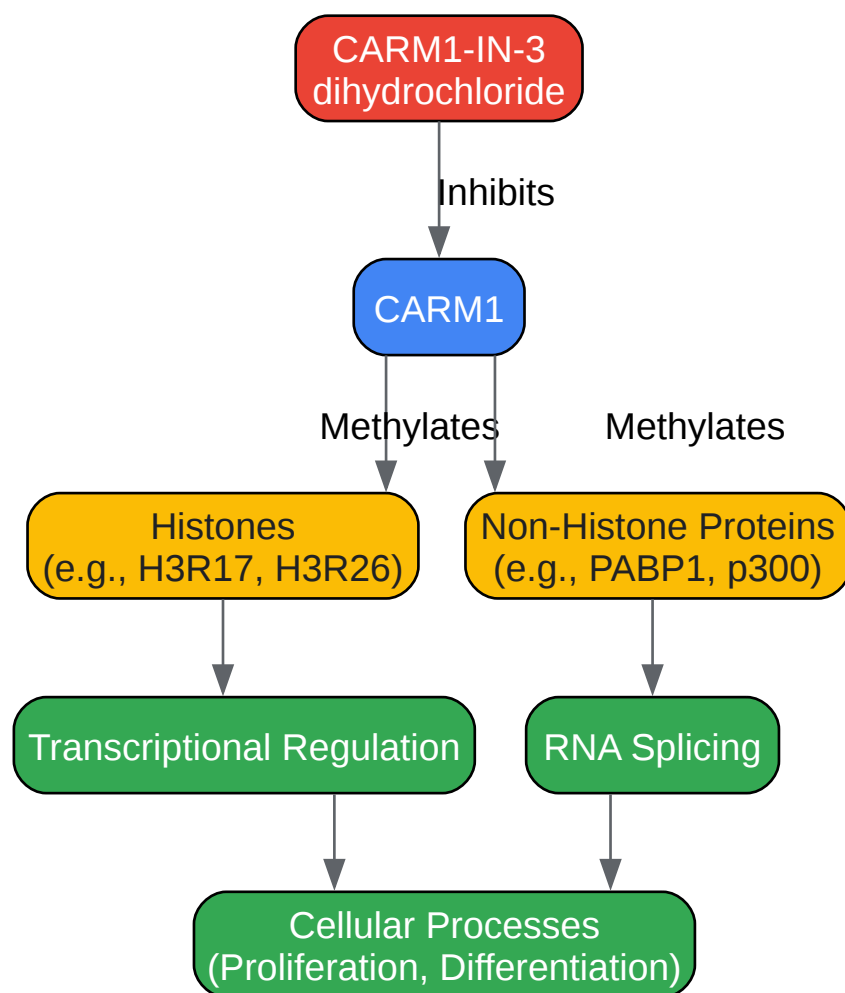 CARM1-IN-3
dihydrochloride
Inhibits
CARM1
Methylates
Methylates
Histones
(e.g., H3R17, H3R26)
Non-Histone Proteins
(e.g., PABP1, p300)
Transcriptional Regulation
RNA Splicing
Cellular Processes
(Proliferation, Differentiation)